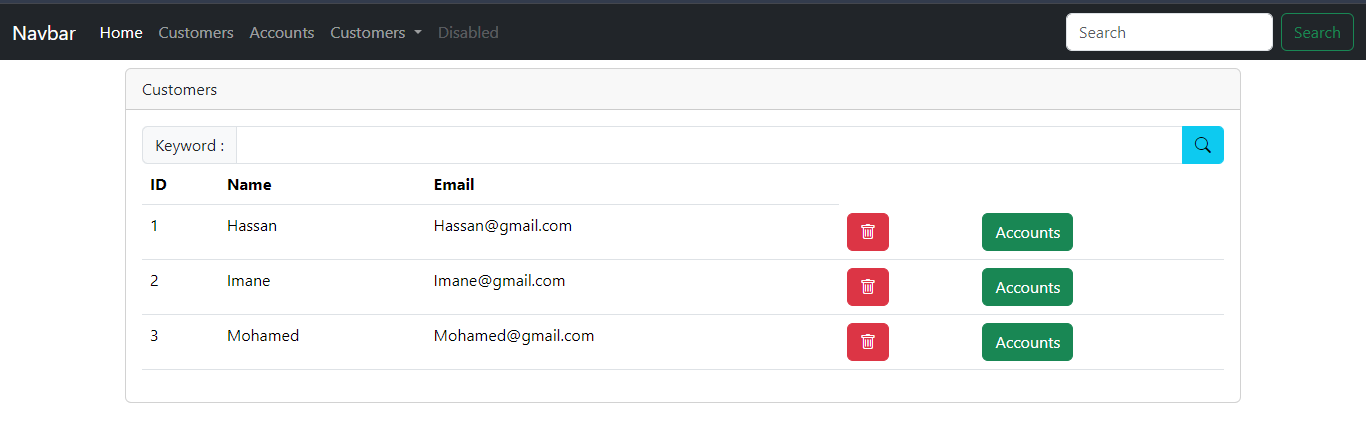 Navbar Home Customers Accounts Customers Disabled Search Search
Customers
Keyword :
ID Name Email
1 Hassan Hassan@gmail.com Accounts
2 Imane Imane@gmail.com Accounts
3 Mohamed Mohamed@gmail.com Accounts